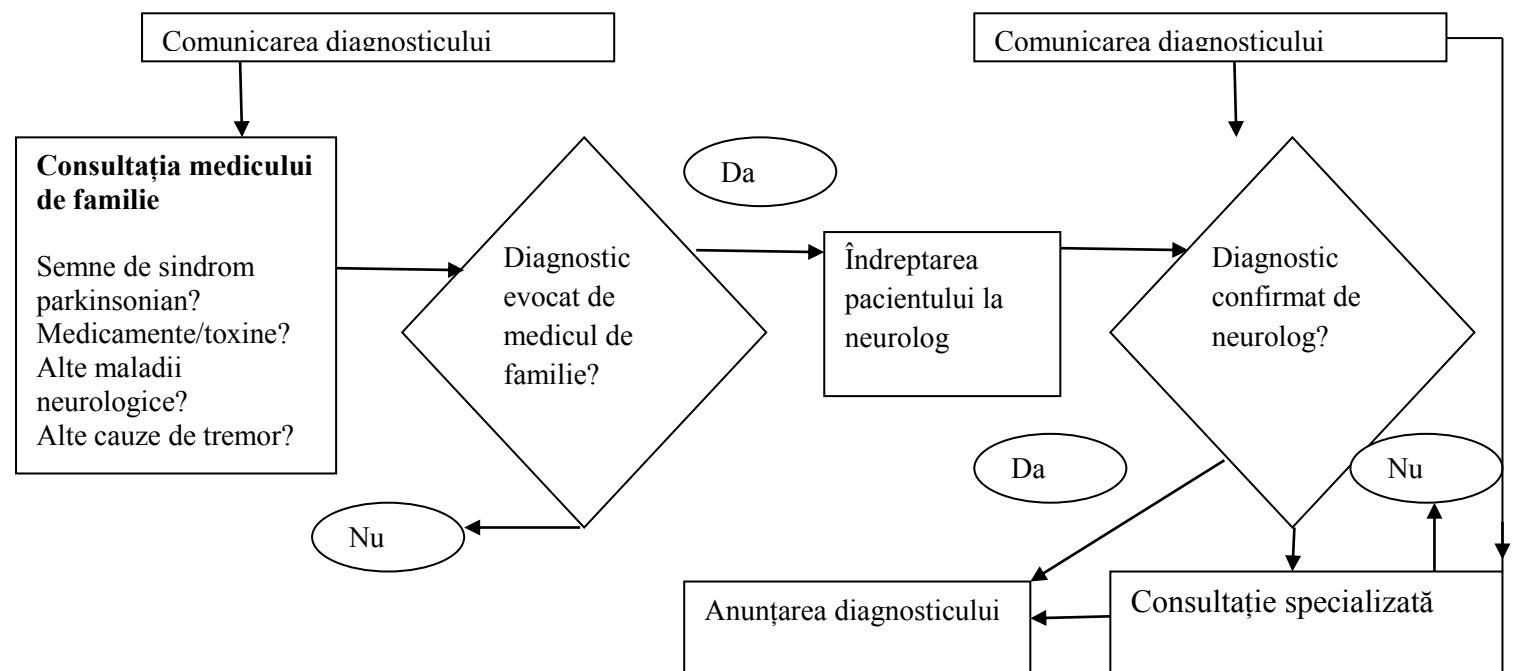 Comunicarea diagnosticului
Comunicarea diagnosticului
Consultația medicului
de familie
Semne de sindrom
parkinsonian?
Medicamente/toxine?
Alte maladii
neurologice?
Alte cauze de tremor?
Diagnostic
evocat de
medicul de
familie?
Da
Nu
Îndreptarea
pacientului la
neurolog
Diagnostic
confirmat de
neurolog?
Da
Nu
Anunțarea diagnosticului
Consultație specializată